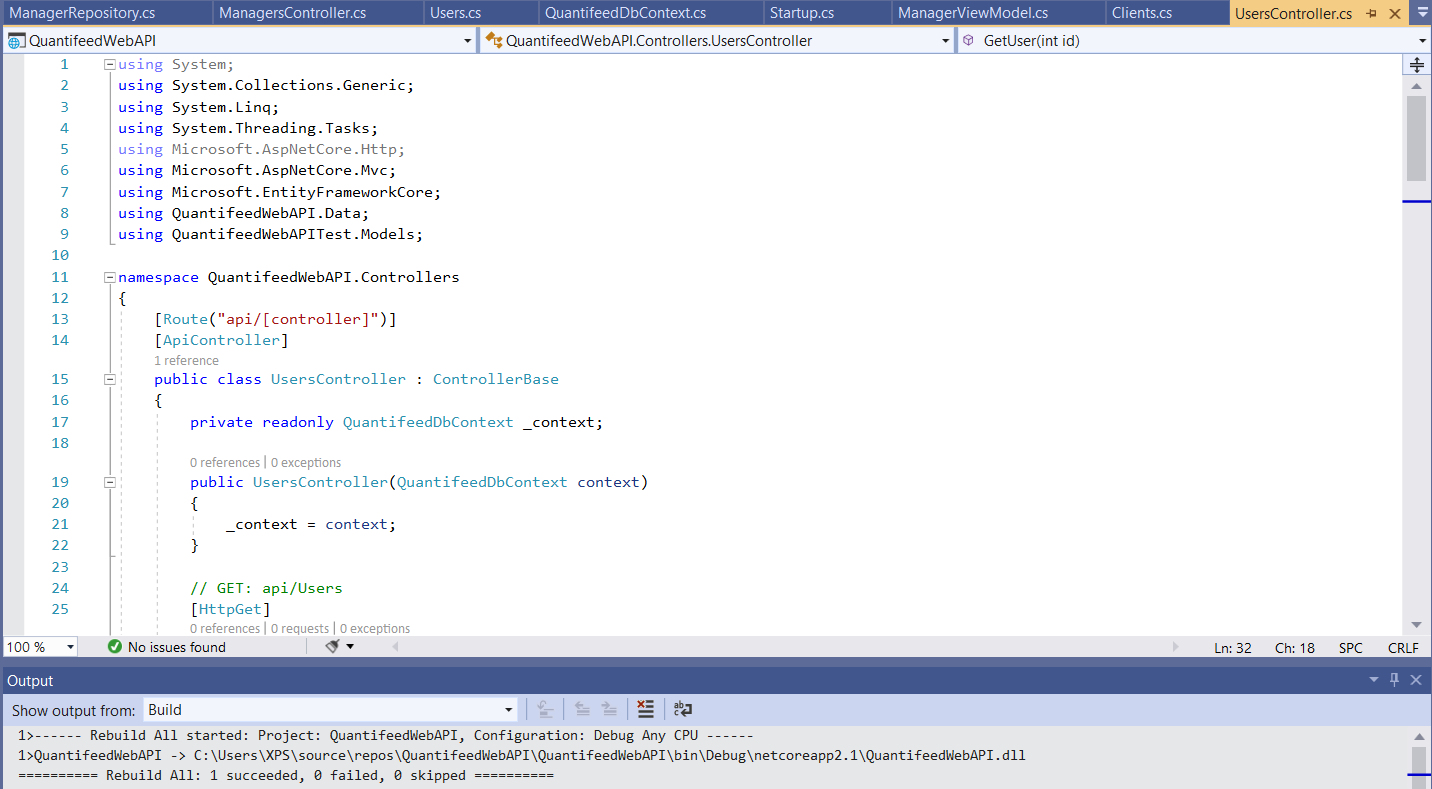 ManagerRepository.cs ManagersController.cs Users.cs QuantifeedDbContext.cs Startup.cs ManagerViewModel.cs Clients.cs UsersController.cs
QuantifeedWebAPI QuantifeedWebAPI.Controllers.UsersController GetUser(int id)
1 using System;
2 using System.Collections.Generic;
3 using System.Linq;
4 using System.Threading.Tasks;
5 using Microsoft.AspNetCore.Http;
6 using Microsoft.AspNetCore.Mvc;
7 using Microsoft.EntityFrameworkCore;
8 using QuantifeedWebAPI.Data;
9 using QuantifeedWebAPITest.Models;
10
11 namespace QuantifeedWebAPI.Controllers
12 {
13 [Route("api/[controller]")]
14 [ApiController]
1 reference
15 public class UsersController : ControllerBase
16 {
17 private readonly QuantifeedDbContext _context;
18
0 references | 0 exceptions
19 public UsersController(QuantifeedDbContext context)
20 {
21 _context = context;
22 }
23
24 // GET: api/Users
25 [HttpGet]
0 references | 0 requests | 0 exceptions
100 % No issues found Ln: 32 Ch: 18 SPC CRLF
Output
Show output from: Build
1>------ Rebuild All started: Project: QuantifeedWebAPI, Configuration: Debug Any CPU ------
1>QuantifeedWebAPI -> C:\Users\XPS\source\repos\QuantifeedWebAPI\QuantifeedWebAPI\bin\Debug\netcoreapp2.1\QuantifeedWebAPI.dll
========== Rebuild All: 1 succeeded, 0 failed, 0 skipped ==========